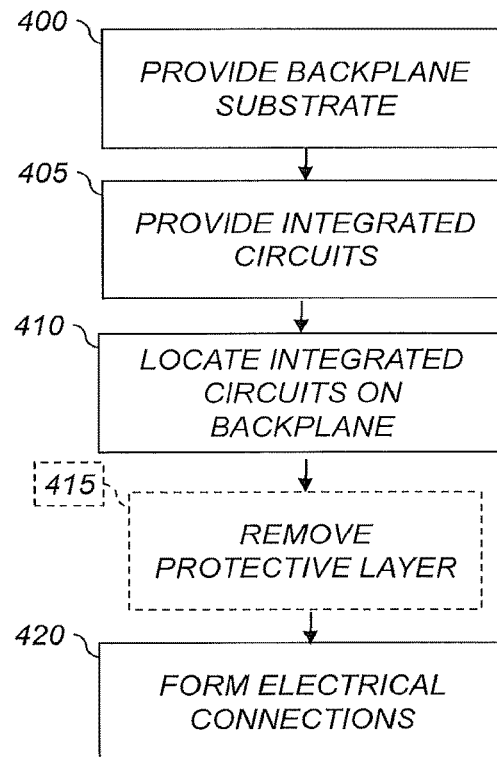 400
PROVIDE BACKPLANE
SUBSTRATE
405
PROVIDE INTEGRATED
CIRCUITS
410
LOCATE INTEGRATED
CIRCUITS ON
BACKPLANE
415
REMOVE
PROTECTIVE LAYER
420
FORM ELECTRICAL
CONNECTIONS